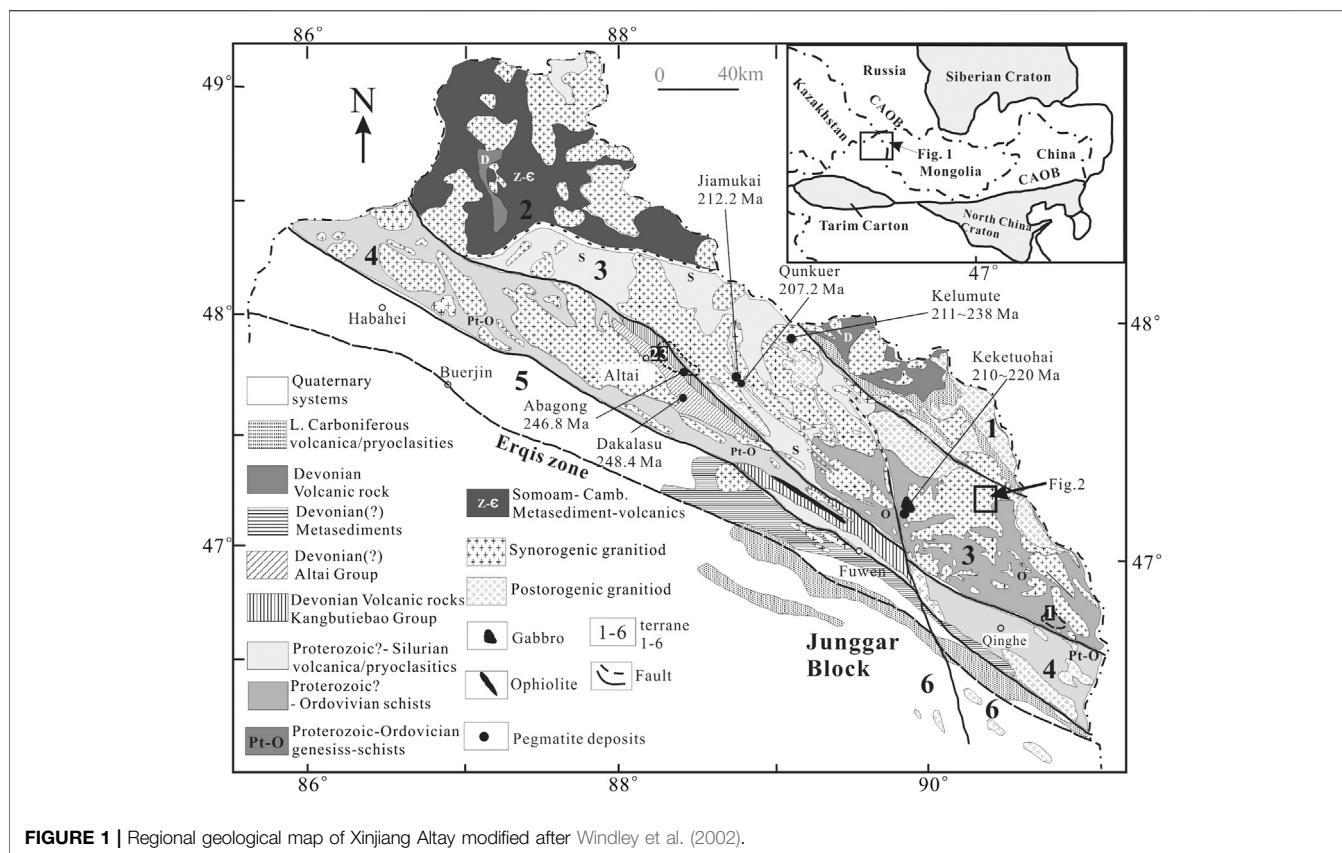 86°
88°
49°
N
0
40km
Russia
Siberian Craton
Kazakhstan
CAOB
Fig. 1
Mongolia
China
CAOB
Tarim Carton
North China
Craton
47°
D
Z-Є
2
Jiamukai
212.2 Ma
4
S
3
S
Qunkuer
207.2 Ma
Kelumute
211~238 Ma
48°
48°
Habahei
Pt-O
D
Keketuohai
210~220 Ma
Buerjin
5
Altai
1
Abagong
246.8 Ma
Dakalasu
248.4 Ma
Erqis zone
Pt-O
S
Fig.2
O
47°
47°
3
O
Fuwen
Junggar
Block
Qinghe
Pt-O
4
6
6
Quaternary
systems
L. Carboniferous
volcanica/pryoclasities
Devonian
Volcanic rock
Devonian(?)
Metasediments
Devonian(?)
Altai Group
Devonian Volcanic rocks
Kangbutiebao Group
Proterozoic?- Silurian
volcanica/pryoclasitics
Proterozoic?
- Ordovivian schists
Pt-O
Proterozoic-Ordovician
genesiss-schists
Z-Є
Somoam- Camb.
Metasediment-volcanics
Synorogenic granitiod
Postorogenic granitiod
Gabbro
1-6
terrane
1-6
Ophiolite
Fault
Pegmatite deposits
86°
88°
90°
FIGURE 1 | Regional geological map of Xinjiang Altay modified after Windley et al. (2002).